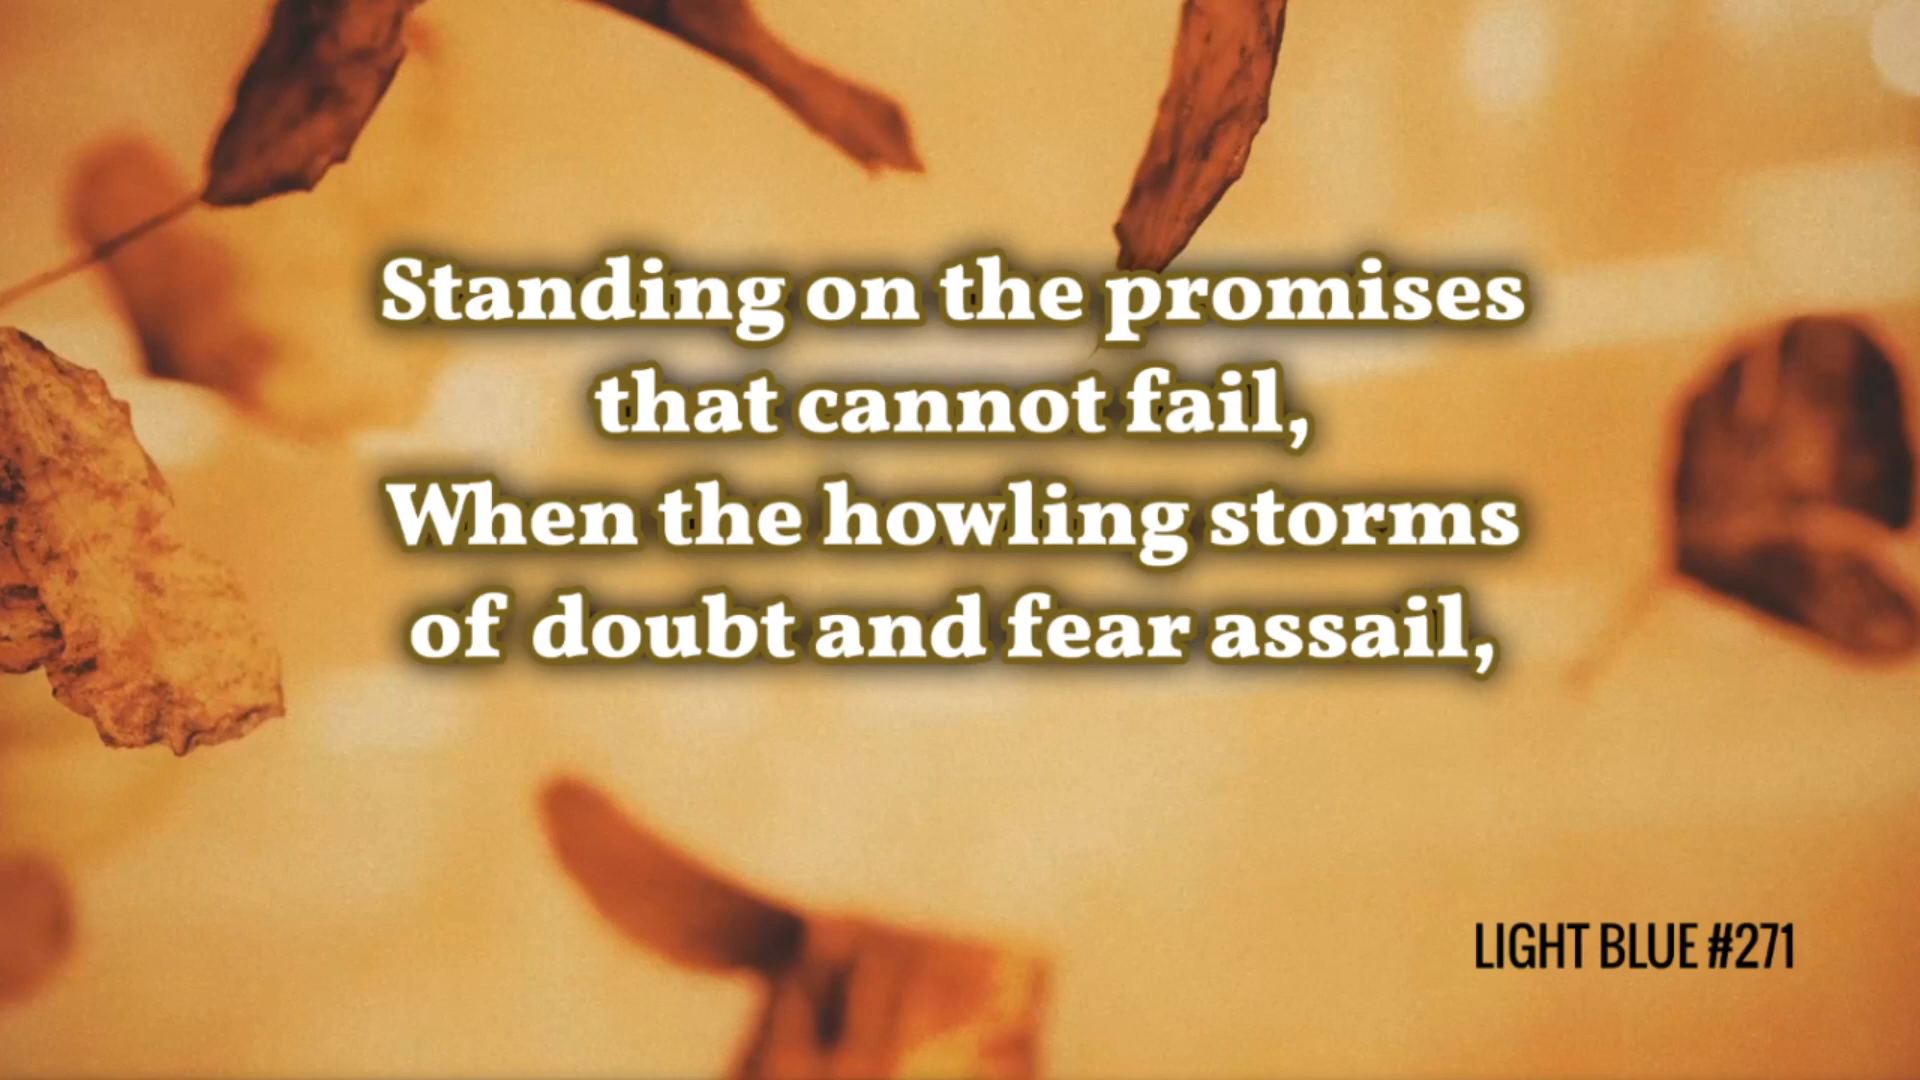 Standing on the promises
that cannot fail,
When the howling storms
of doubt and fear assail,
LIGHT BLUE #271